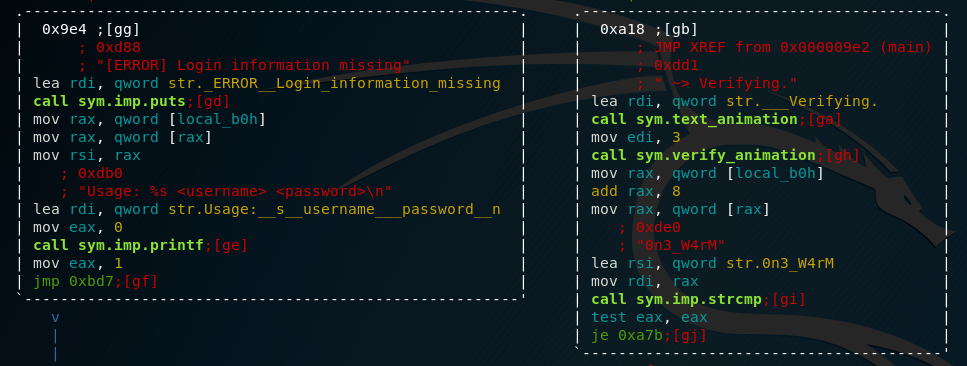 0x9e4 ;[gg]
; 0xd88
; "[ERROR] Login information missing"
lea rdi, qword str._ERROR__Login_information_missing
call sym.imp.puts;[gd]
mov rax, qword [local_b0h]
mov rax, qword [rax]
mov rsi, rax
; 0xdb0
; "Usage: %s <username> <password>\n"
lea rdi, qword str.Usage:__s__username___password__n
mov eax, 0
call sym.imp.printf;[ge]
mov eax, 1
jmp 0xbd7;[gf]
v
0xa18 ;[gb]
; JMP XREF from 0x000009e2 (main)
; 0xdd1
; " ~> Verifying."
lea rdi, qword str.___Verifying.
call sym.text_animation;[ga]
mov edi, 3
call sym.verify_animation;[gh]
mov rax, qword [local_b0h]
add rax, 8
mov rax, qword [rax]
; 0xde0
; "0n3_W4rM"
lea rsi, qword str.0n3_W4rM
mov rdi, rax
call sym.imp.strcmp;[gi]
test eax, eax
je 0xa7b;[gj]